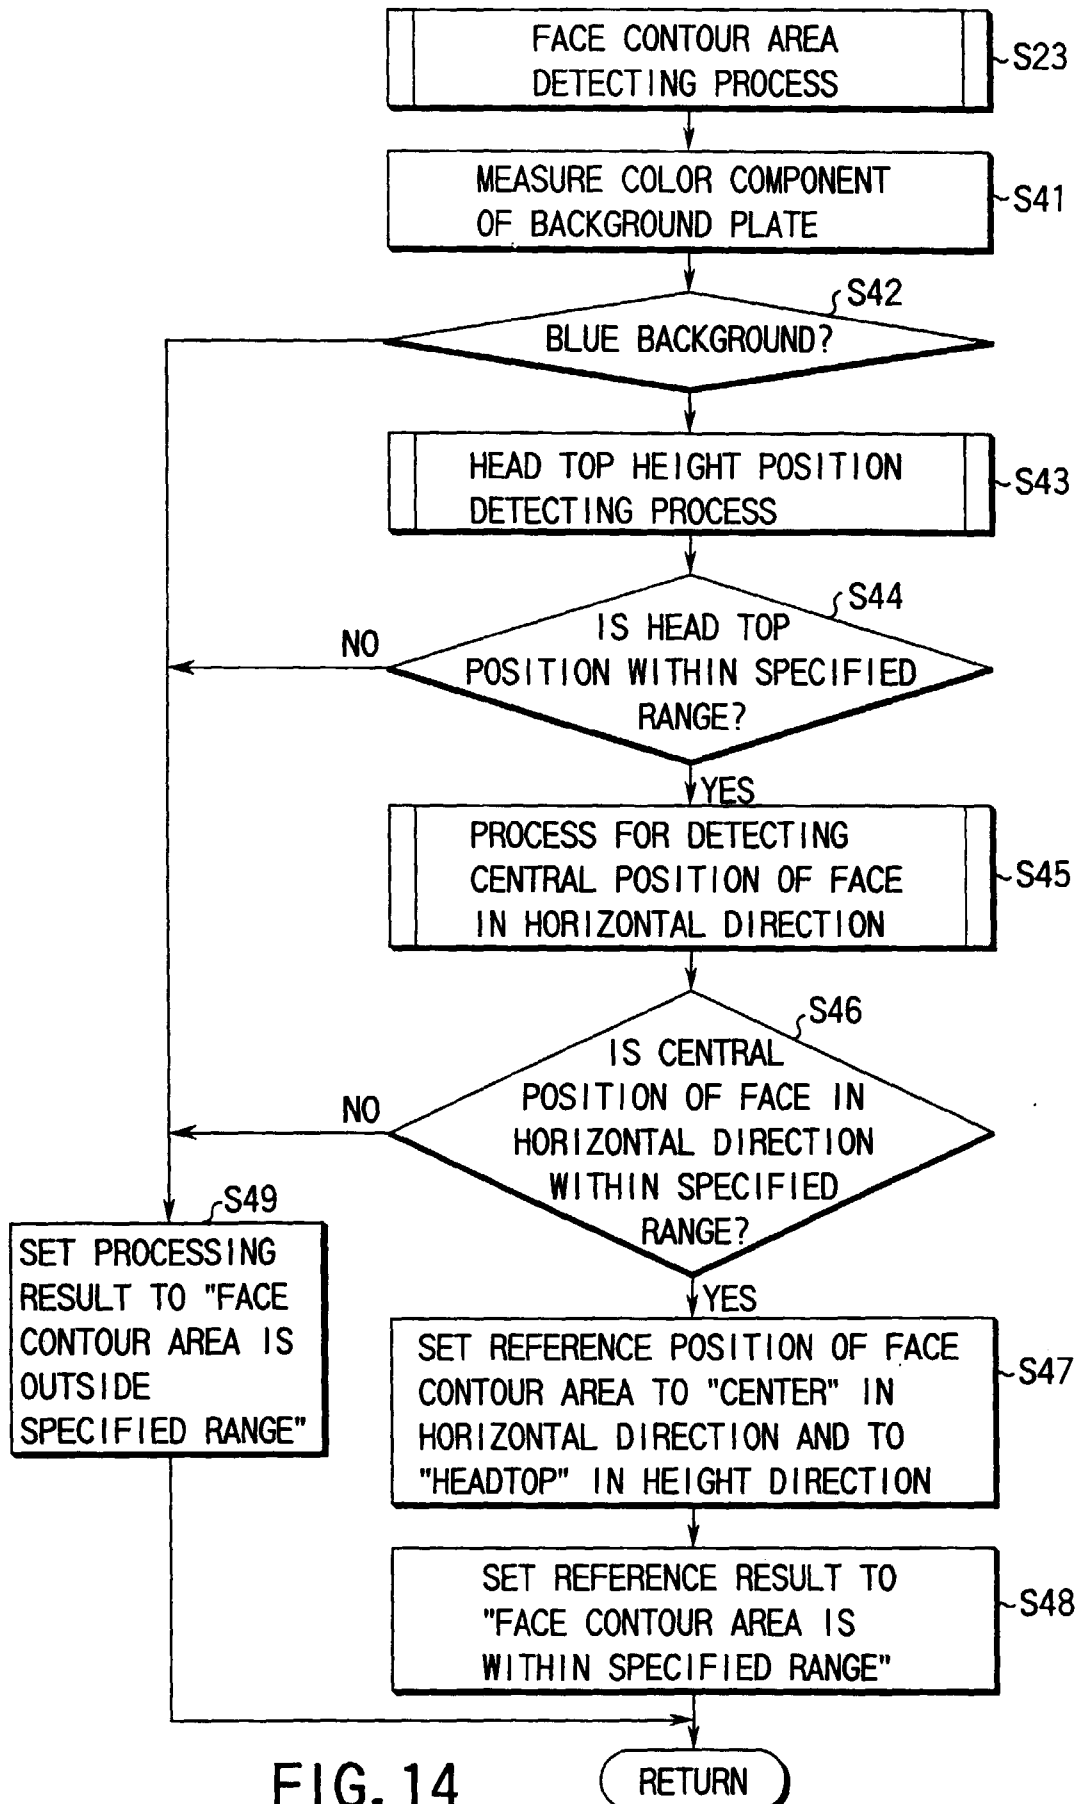 FACE CONTOUR AREA
DETECTING PROCESS
S23
MEASURE COLOR COMPONENT
OF BACKGROUND PLATE
S41
S42
BLUE BACKGROUND?
HEAD TOP HEIGHT POSITION
DETECTING PROCESS
S43
S44
IS HEAD TOP
POSITION WITHIN SPECIFIED
RANGE?
NO
YES
PROCESS FOR DETECTING
CENTRAL POSITION OF FACE
IN HORIZONTAL DIRECTION
S45
S46
IS CENTRAL
POSITION OF FACE IN
HORIZONTAL DIRECTION
WITHIN SPECIFIED
RANGE?
NO
YES
S49
SET PROCESSING
RESULT TO "FACE
CONTOUR AREA IS
OUTSIDE
SPECIFIED RANGE"
SET REFERENCE POSITION OF FACE
CONTOUR AREA TO "CENTER" IN
HORIZONTAL DIRECTION AND TO
"HEADTOP" IN HEIGHT DIRECTION
S47
SET REFERENCE RESULT TO
"FACE CONTOUR AREA IS
WITHIN SPECIFIED RANGE"
S48
RETURN
FIG. 14